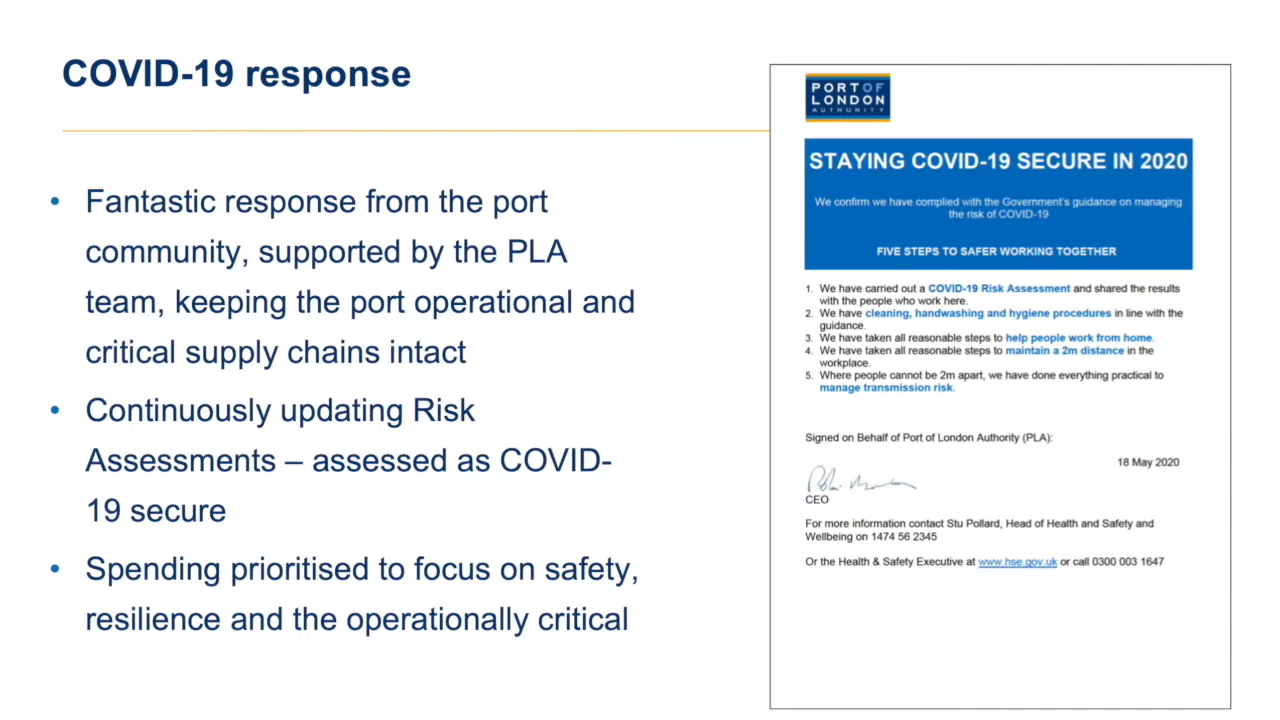 COVID-19 response
• Fantastic response from the port
community, supported by the PLA
team, keeping the port operational and
critical supply chains intact
• Continuously updating Risk
Assessments – assessed as COVID-
19 secure
• Spending prioritised to focus on safety,
resilience and the operationally critical
PORT OF
LONDON
AUTHORITY
STAYING COVID-19 SECURE IN 2020
We confirm we have complied with the Government's guidance on managing
the risk of COVID-19
FIVE STEPS TO SAFER WORKING TOGETHER
1. We have carried out a COVID-19 Risk Assessment and shared the results
with the people who work here.
2. We have cleaning, handwashing and hygiene procedures in line with the
guidance.
3. We have taken all reasonable steps to help people work from home.
4. We have taken all reasonable steps to maintain a 2m distance in the
workplace.
5. Where people cannot be 2m apart, we have done everything practical to
manage transmission risk.
Signed on Behalf of Port of London Authority (PLA):
18 May 2020
CEO
For more information contact Stu Pollard, Head of Health and Safety and
Wellbeing on 1474 56 2345
Or the Health & Safety Executive at www.hse.gov.uk or call 0300 003 1647